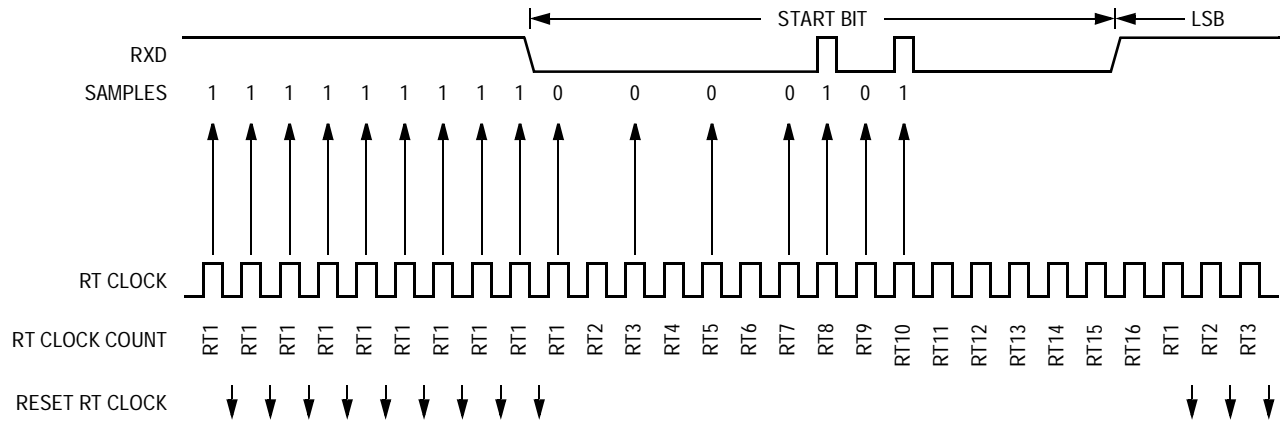 START BIT LSB
RXD
SAMPLES 1 1 1 1 1 1 1 1 1 0 0 0 0 1 0 1
RT CLOCK
RT CLOCK COUNT RT1 RT1 RT1 RT1 RT1 RT1 RT1 RT1 RT1 RT1 RT2 RT3 RT4 RT5 RT6 RT7 RT8 RT9 RT10 RT11 RT12 RT13 RT14 RT15 RT16 RT1 RT2 RT3
RESET RT CLOCK